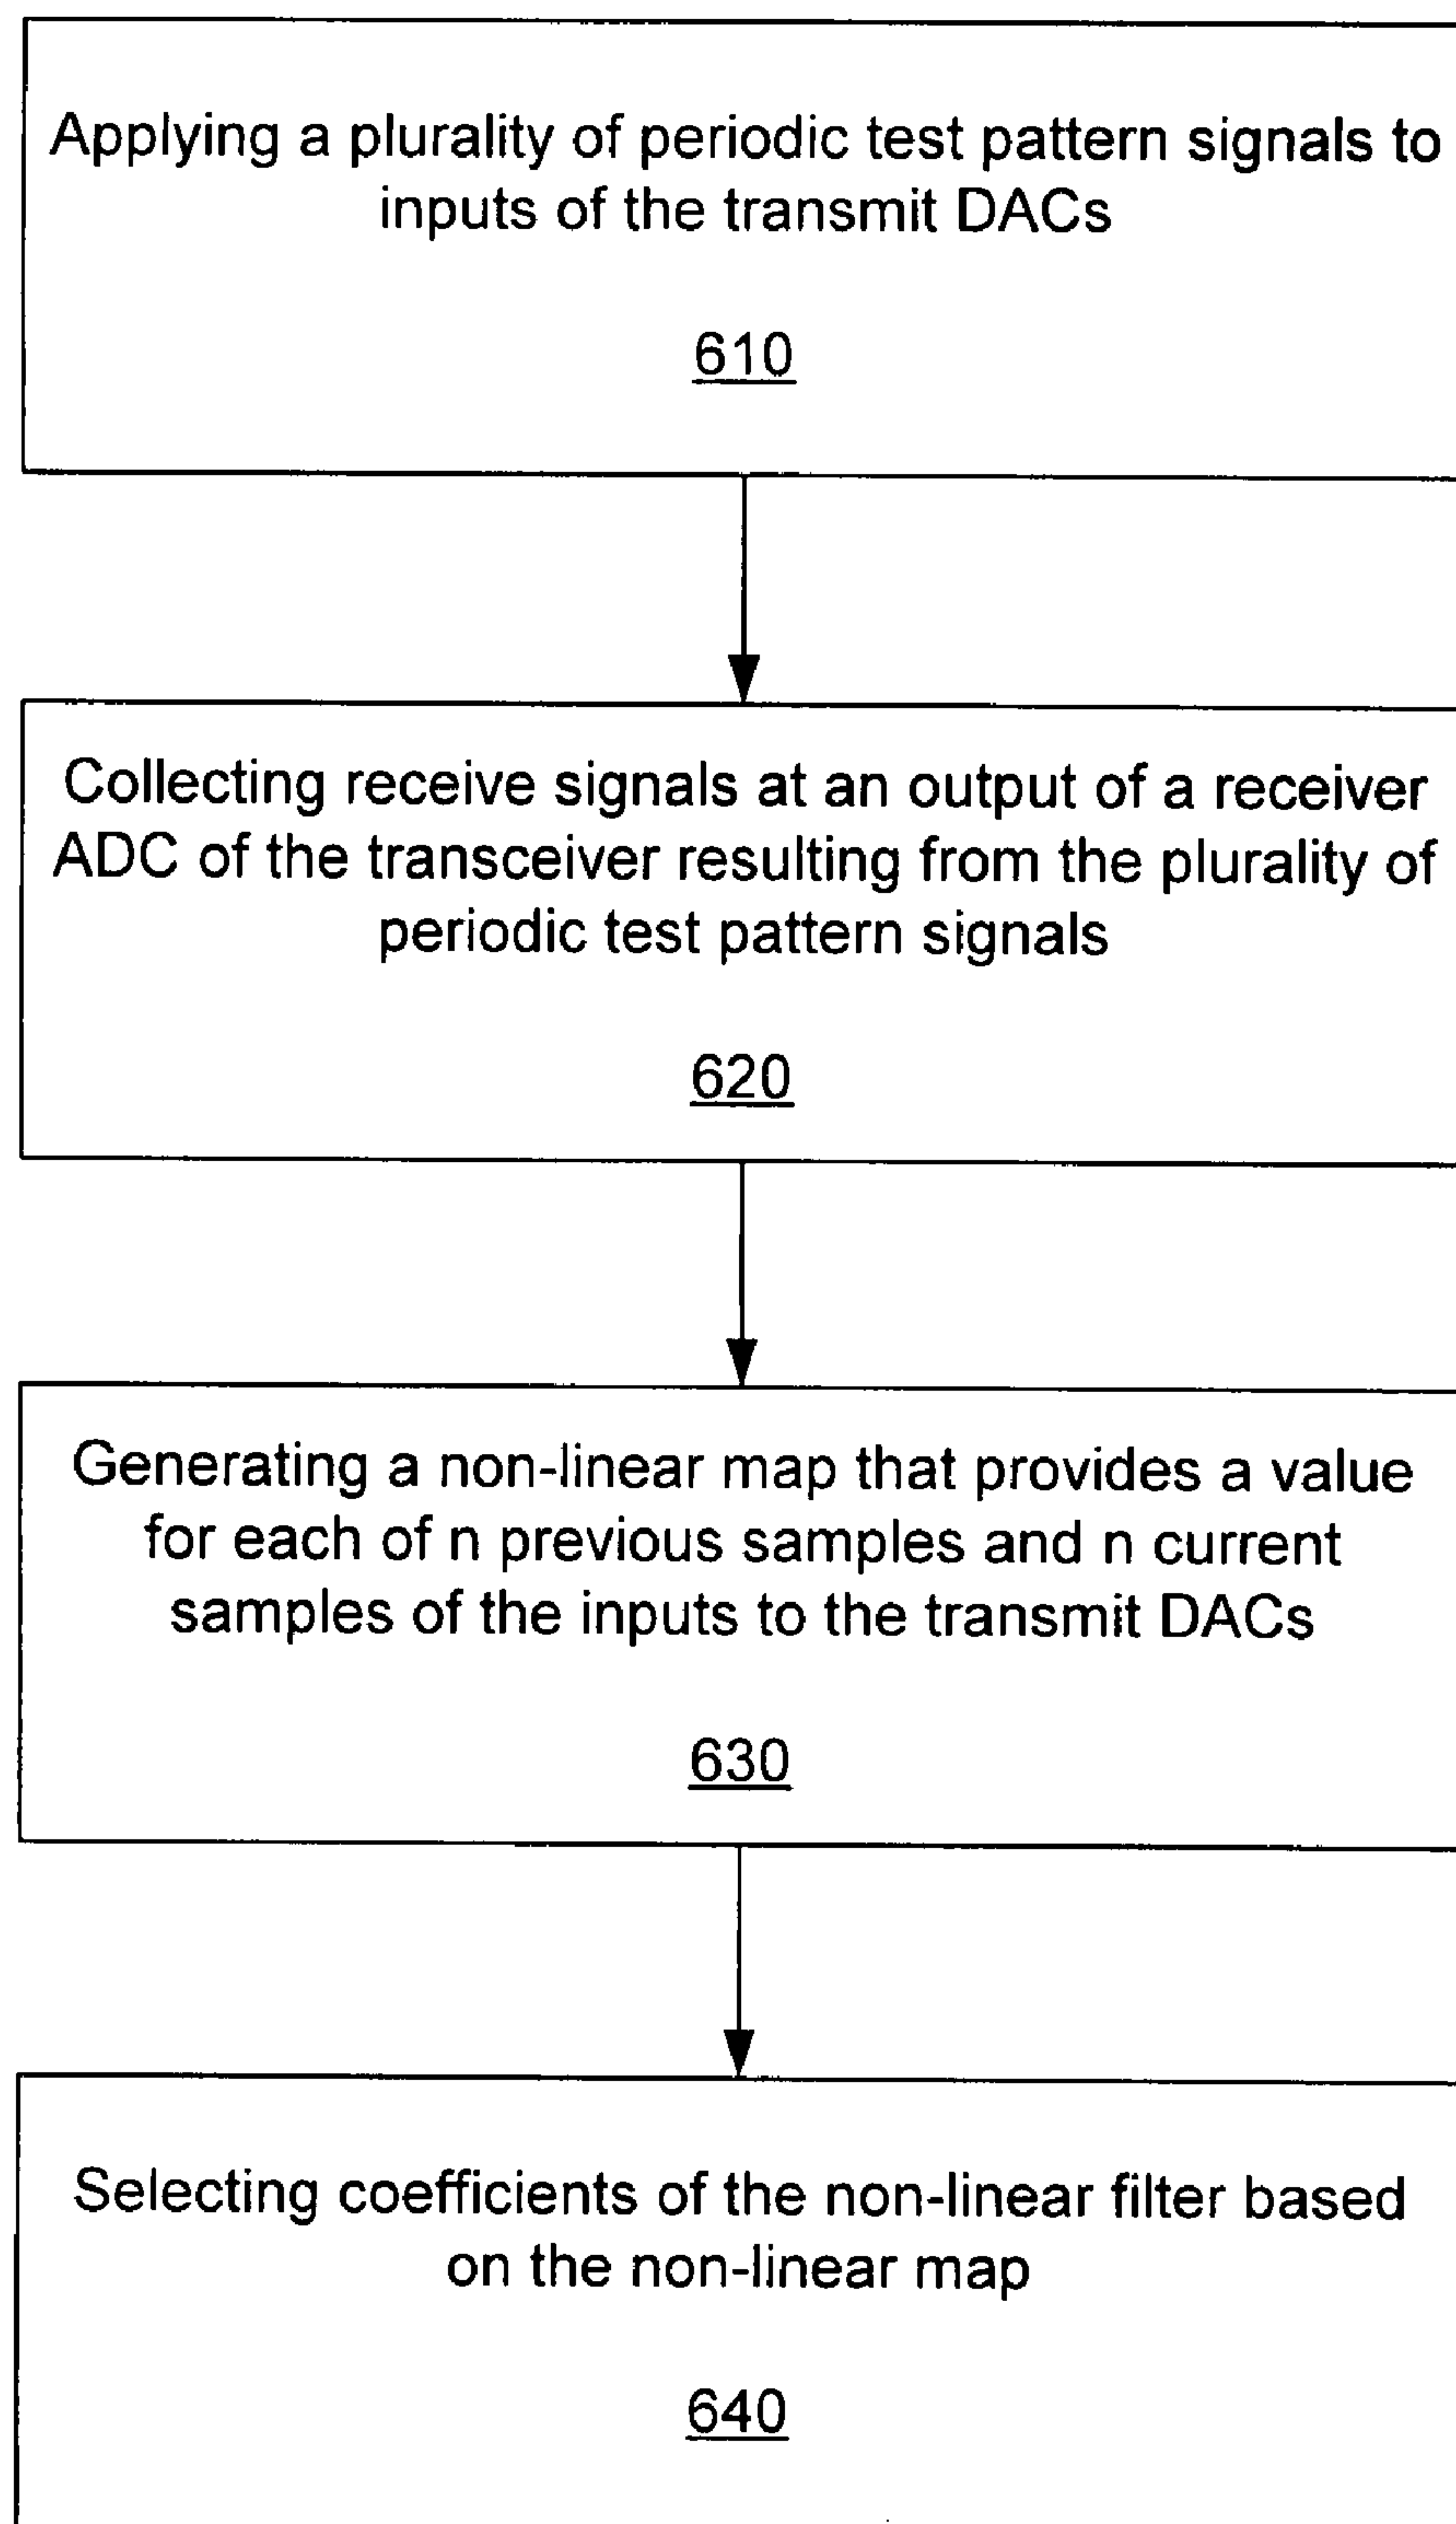 Applying a plurality of periodic test pattern signals to
inputs of the transmit DACs
610
Collecting receive signals at an output of a receiver
ADC of the transceiver resulting from the plurality of
periodic test pattern signals
620
Generating a non-linear map that provides a value
for each of n previous samples and n current
samples of the inputs to the transmit DACs
630
Selecting coefficients of the non-linear filter based
on the non-linear map
640